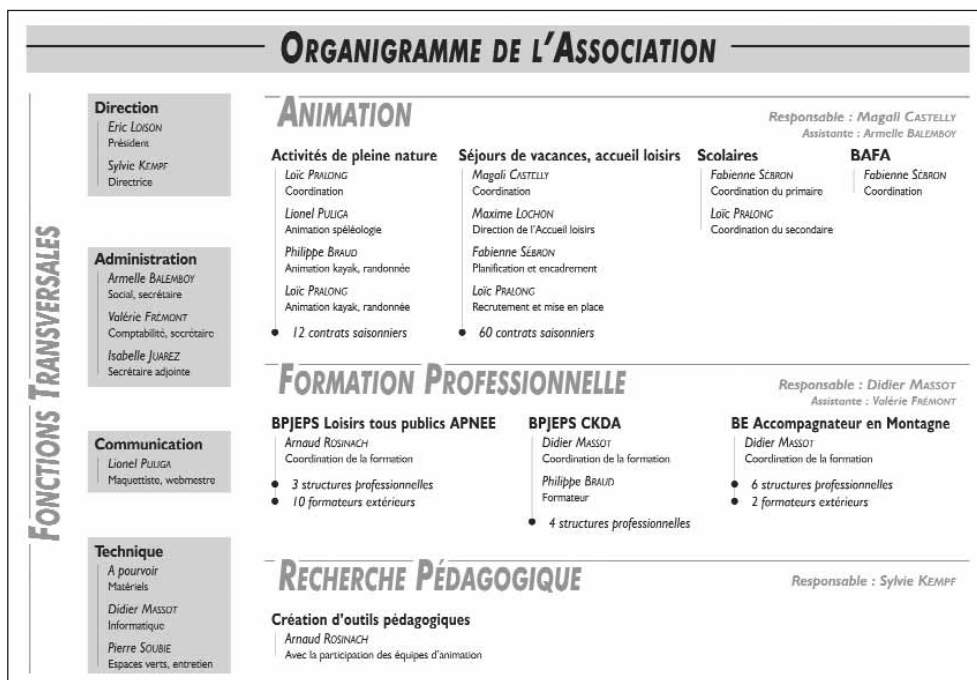 ORGANIGRAMME DE L'ASSOCIATION
FONCTIONS TRANSVERSALES
Direction
Eric LOISON
Président
Sylvie KEMPF
Directrice
Administration
Armelle BALEMBOY
Social, secrétaire
Valérie FRÉMONT
Comptabilité, secrétaire
Isabelle JUAREZ
Secrétaire adjointe
Communication
Lionel PULIGA
Maquettiste, webmestre
Technique
A pourvoir
Matériels
Didier MASSOT
Informatique
Pierre SOUBIE
Espaces verts, entretien
ANIMATION
Responsable : Magali CASTELLY
Assistante : Armelle BALEMBOY
Activités de pleine nature
Loïc PRALONG
Coordination
Lionel PULIGA
Animation spéléologie
Philippe BRAUD
Animation kayak, randonnée
Loïc PRALONG
Animation kayak, randonnée
• 12 contrats saisonniers
Séjours de vacances, accueil loisirs
Magali CASTELLY
Coordination
Maxime LOCHON
Direction de l'Accueil loisirs
Fabienne SÉBRON
Planification et encadrement
Loïc PRALONG
Recrutement et mise en place
• 60 contrats saisonniers
Scolaires
Fabienne SÉBRON
Coordination du primaire
Loïc PRALONG
Coordination du secondaire
BAFA
Fabienne SÉBRON
Coordination
FORMATION PROFESSIONNELLE
Responsable : Didier MASSOT
Assistante : Valérie FRÉMONT
BPJEPS Loisirs tous publics APNEE
Arnaud ROSINACH
Coordination de la formation
• 3 structures professionnelles
• 10 formateurs extérieurs
BPJEPS CKDA
Didier MASSOT
Coordination de la formation
Philippe BRAUD
Formateur
• 4 structures professionnelles
BE Accompagnateur en Montagne
Didier MASSOT
Coordination de la formation
• 6 structures professionnelles
• 2 formateurs extérieurs
RECHERCHE PÉDAGOGIQUE
Responsable : Sylvie KEMPF
Création d'outils pédagogiques
Arnaud ROSINACH
Avec la participation des équipes d'animation